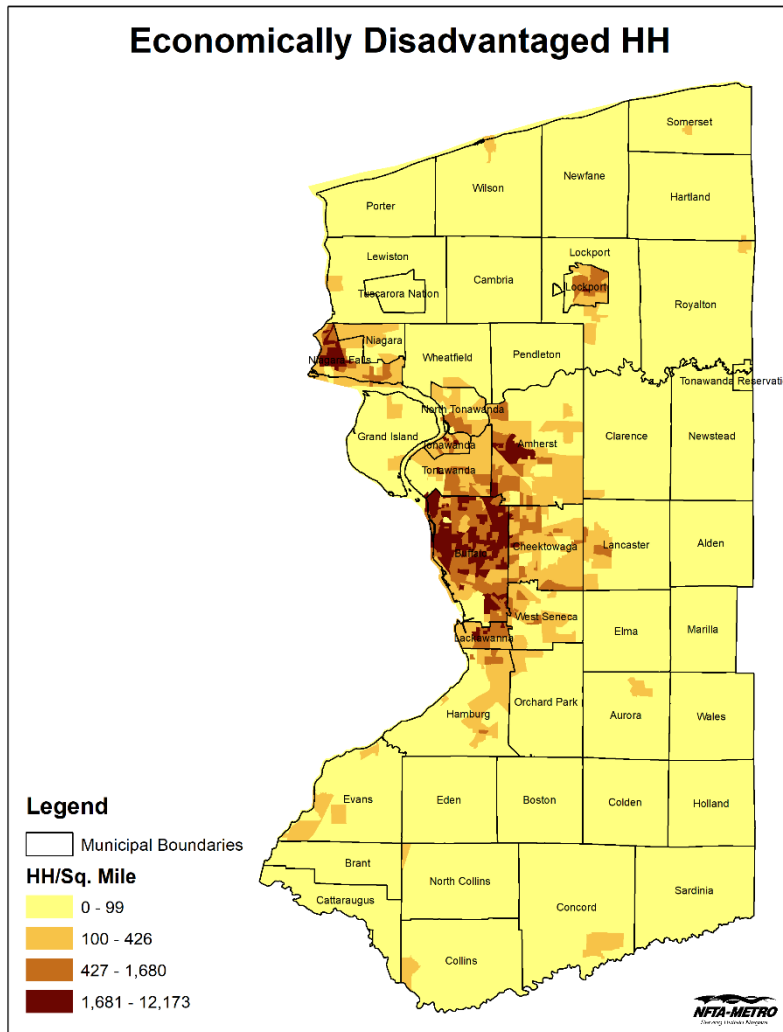 Economically Disadvantaged HH
Somerset
Newfane
Wilson
Hartland
Porter
Lewiston
Lockport
Cambria
Lockport
Tuscarora Nation
Royalton
Niagara
Niagara Falls
Wheatfield
Pendleton
Tonawanda Reservati
North Tonawanda
Grand Island
Tonawanda
Amherst
Clarence
Newstead
Tonawanda
Buffalo
Cheektowaga
Lancaster
Alden
West Seneca
Elma
Marilla
Lackawanna
Orchard Park
Hamburg
Aurora
Wales
Evans
Eden
Boston
Colden
Holland
Brant
North Collins
Cattaraugus
Concord
Sardinia
Collins
Legend
Municipal Boundaries
HH/Sq. Mile
0 - 99
100 - 426
427 - 1,680
1,681 - 12,173
NFTA-METRO